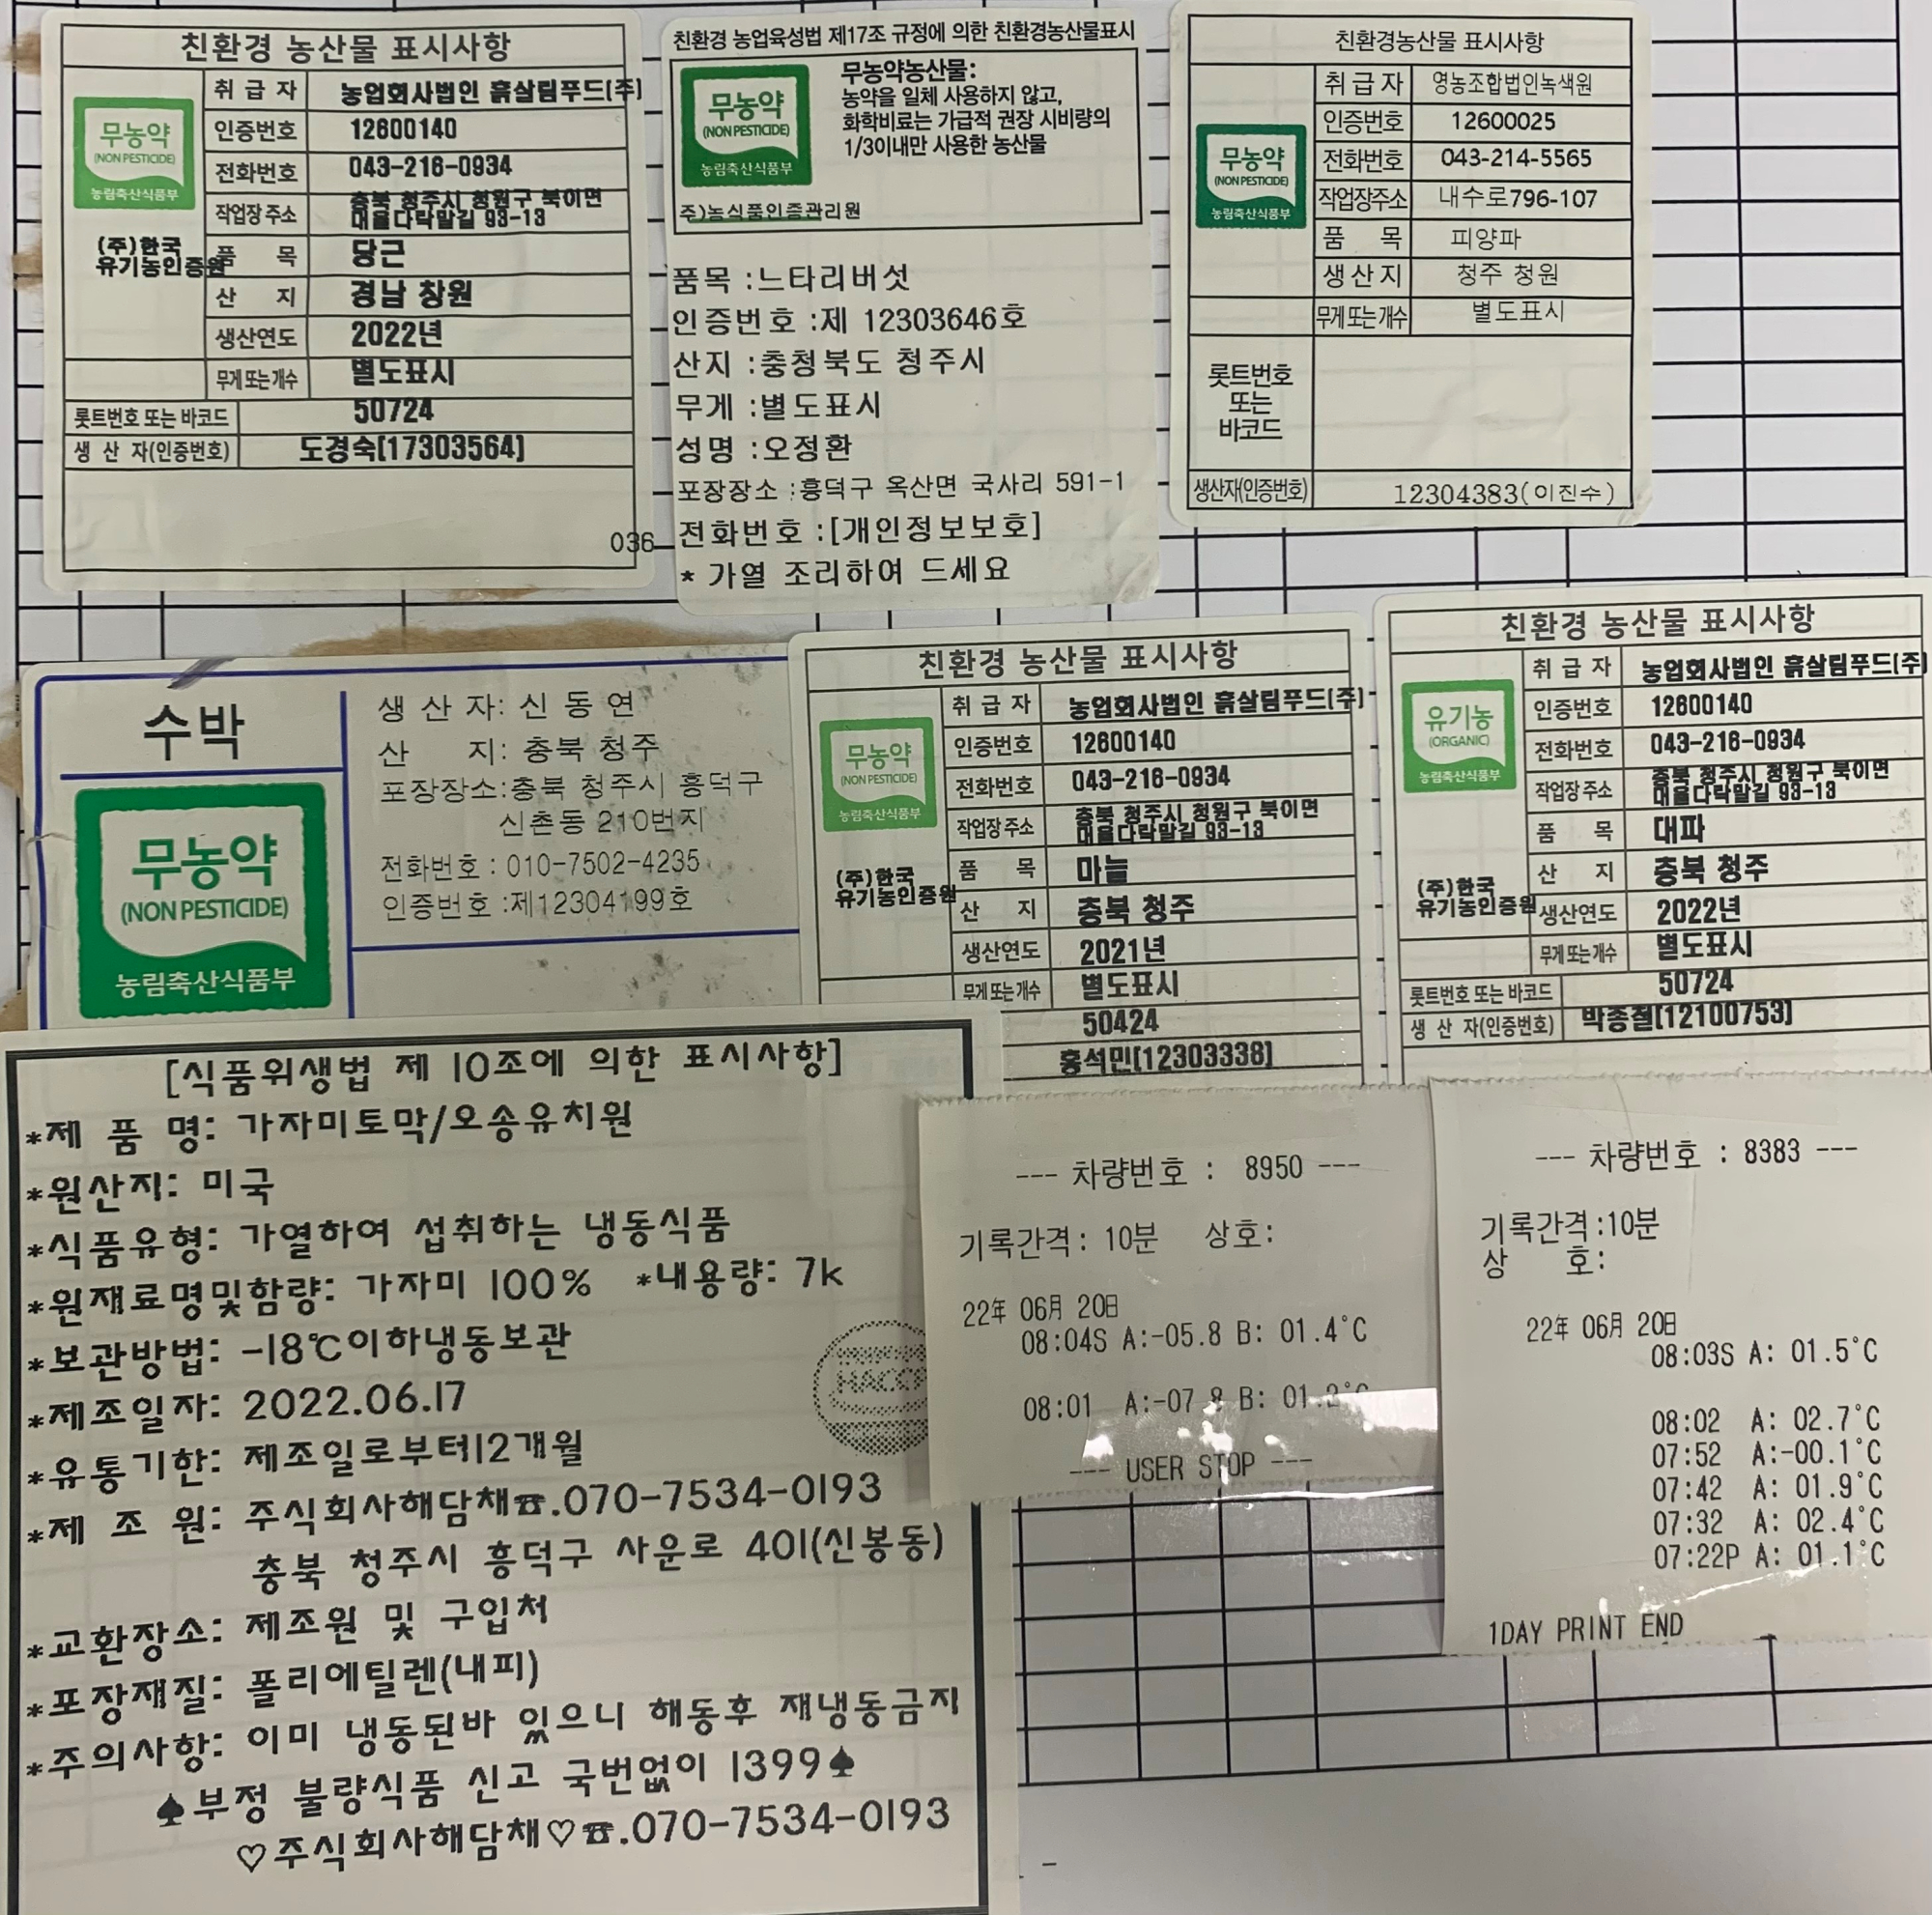 친환경 농산물 표시사항
무농약
(NON PESTICIDE)
농림축산식품부
(주)한국
유기농인증원
취 급 자 농업회사법인 흙살림푸드(주)
인증번호 12600140
전화번호 043-216-0934
작업장 주소 충북 청주시 청원구 북이면
대율다락말길 93-13
품 목 당근
산 지 경남 창원
생산연도 2022년
무게 또는 개수 별도표시
롯트번호 또는 바코드 50724
생 산 자(인증번호) 도경숙[17303564]
036
친환경 농업육성법 제17조 규정에 의한 친환경농산물표시
무농약
(NON PESTICIDE)
농림축산식품부
무농약농산물:
농약을 일체 사용하지 않고,
화학비료는 가급적 권장 시비량의
1/3이내만 사용한 농산물
주)농식품인증관리원
품목 :느타리버섯
인증번호 :제 12303646호
산지 :충청북도 청주시
무게 :별도표시
성명 :오정환
포장장소 :흥덕구 옥산면 국사리 591-1
전화번호 :[개인정보보호]
* 가열 조리하여 드세요
친환경농산물 표시사항
무농약
(NON PESTICIDE)
농림축산식품부
취 급 자 영농조합법인녹색원
인증번호 12600025
전화번호 043-214-5565
작업장주소 내수로796-107
품 목 피양파
생 산 지 청주 청원
무게 또는 개수 별도표시
롯트번호
또는
바코드
생산자(인증번호) 12304383(이진수)
수박
무농약
(NON PESTICIDE)
농림축산식품부
생 산 자: 신 동 연
산 지: 충북 청주
포장장소:충북 청주시 흥덕구
신촌동 210번지
전화번호 : 010-7502-4235
인증번호 :제12304199호
친환경 농산물 표시사항
무농약
(NON PESTICIDE)
농림축산식품부
(주)한국
유기농인증원
취 급 자 농업회사법인 흙살림푸드(주)
인증번호 12600140
전화번호 043-216-0934
작업장 주소 충북 청주시 청원구 북이면
대율다락말길 93-13
품 목 마늘
산 지 충북 청주
생산연도 2021년
무게 또는 개수 별도표시
50424
홍석민[12303338]
친환경 농산물 표시사항
유기농
(ORGANIC)
농림축산식품부
(주)한국
유기농인증원
취 급 자 농업회사법인 흙살림푸드(주)
인증번호 12600140
전화번호 043-216-0934
작업장 주소 충북 청주시 청원구 북이면
대율다락말길 93-13
품 목 대파
산 지 충북 청주
생산연도 2022년
무게 또는 개수 별도표시
롯트번호 또는 바코드 50724
생 산 자(인증번호) 박종철[12100753]
[식품위생법 제 10조에 의한 표시사항]
*제 품 명: 가자미토막/오송유치원
*원산지: 미국
*식품유형: 가열하여 섭취하는 냉동식품
*원재료명및함량: 가자미 100% *내용량: 7k
*보관방법: -18℃이하냉동보관
*제조일자: 2022.06.17
*유통기한: 제조일로부터12개월
*제 조 원: 주식회사해담채☎.070-7534-0193
충북 청주시 흥덕구 사운로 401(신봉동)
*교환장소: 제조원 및 구입처
*포장재질: 폴리에틸렌(내피)
*주의사항: 이미 냉동된바 있으니 해동후 재냉동금지
♠부정 불량식품 신고 국번없이 1399♠
♡주식회사해담채♡☎.070-7534-0193
--- 차량번호 : 8950 ---
기록간격: 10분 상호:
22年 06月 20日
08:04S A:-05.8 B: 01.4°C
08:01 A:-07 B: 01
--- USER STOP ---
--- 차량번호 : 8383 ---
기록간격:10분
상 호:
22年 06月 20日
08:03S A: 01.5°C
08:02 A: 02.7°C
07:52 A:-00.1°C
07:42 A: 01.9°C
07:32 A: 02.4°C
07:22P A: 01.1°C
1DAY PRINT END